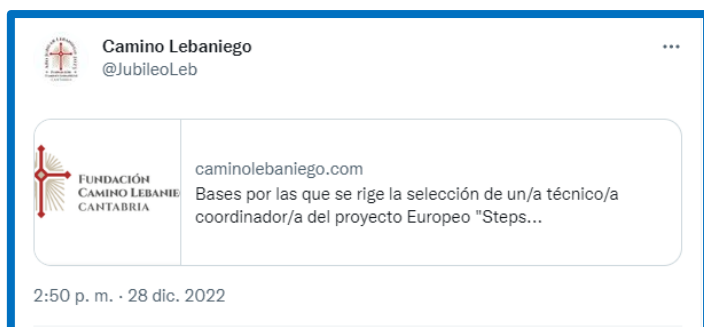 Camino Lebaniego
@JubileoLeb
caminolebaniego.com
FUNDACIÓN
CAMINO LEBANIE
CANTABRIA
Bases por las que se rige la selección de un/a técnico/a
coordinador/a del proyecto Europeo "Steps...
2:50 p. m. · 28 dic. 2022